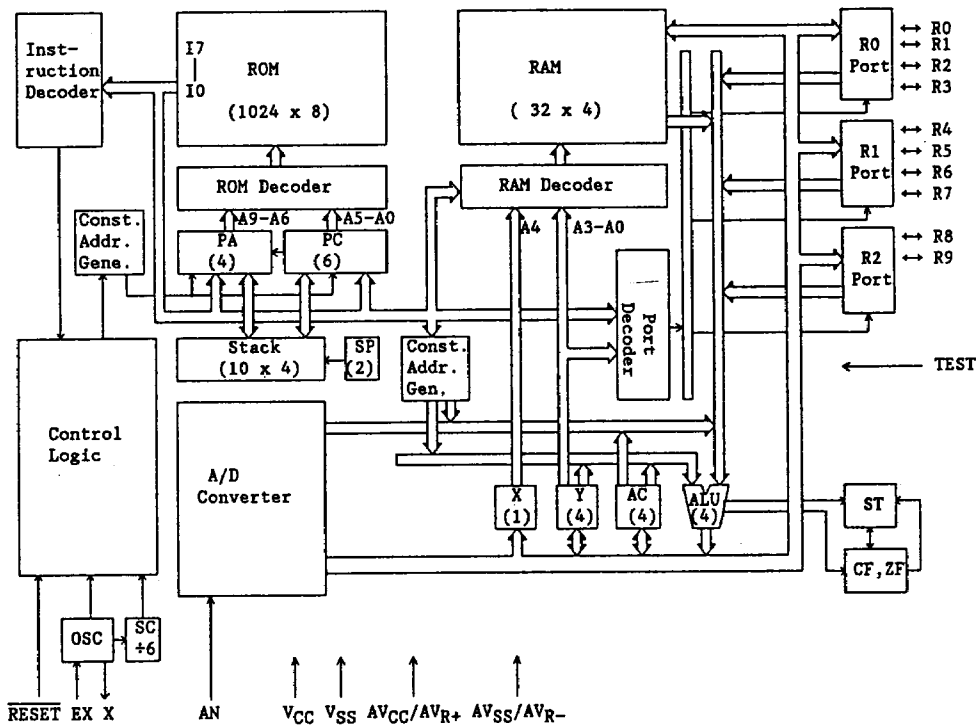 Inst-
ruction
Decoder
I7
I0
ROM
(1024 x 8)
RAM
( 32 x 4)
R0
Port
R0
R1
R2
R3
R1
Port
R4
R5
R6
R7
R2
Port
R8
R9
ROM Decoder
RAM Decoder
A9-A6
A5-A0
A4
A3-A0
Const.
Addr.
Gene.
PA
(4)
PC
(6)
Port
Decoder
Stack
(10 x 4)
SP
(2)
Const.
Addr.
Gen.
TEST
Control
Logic
A/D
Converter
X
(1)
Y
(4)
AC
(4)
ALU
(4)
ST
CF,ZF
OSC
SC
÷6
RESET EX X
AN
VCC VSS AVCC/AVR+ AVSS/AVR-